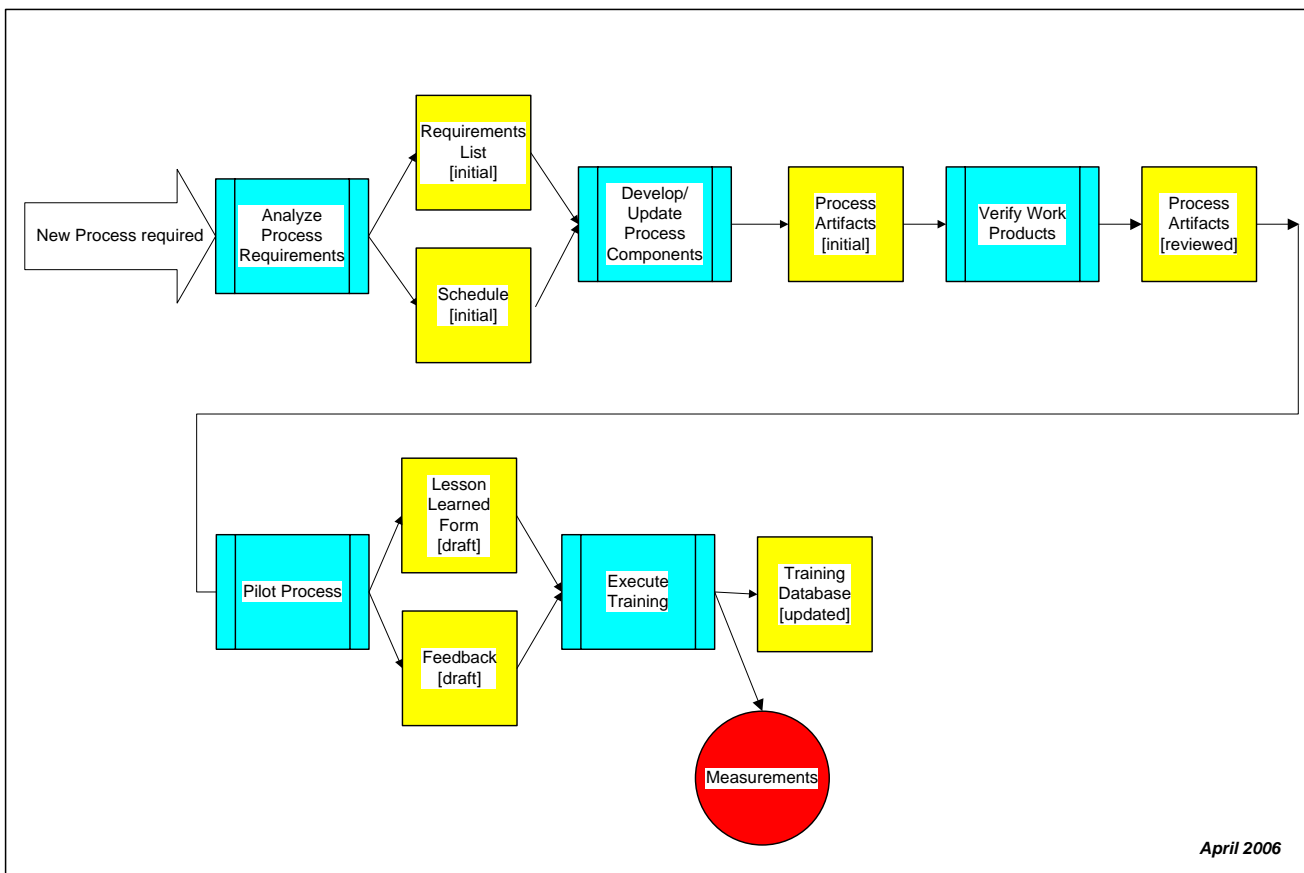 New Process required
Analyze
Process
Requirements
Requirements
List
[initial]
Schedule
[initial]
Develop/
Update
Process
Components
Process
Artifacts
[initial]
Verify Work
Products
Process
Artifacts
[reviewed]
Pilot Process
Lesson
Learned
Form
[draft]
Feedback
[draft]
Execute
Training
Training
Database
[updated]
Measurements
April 2006